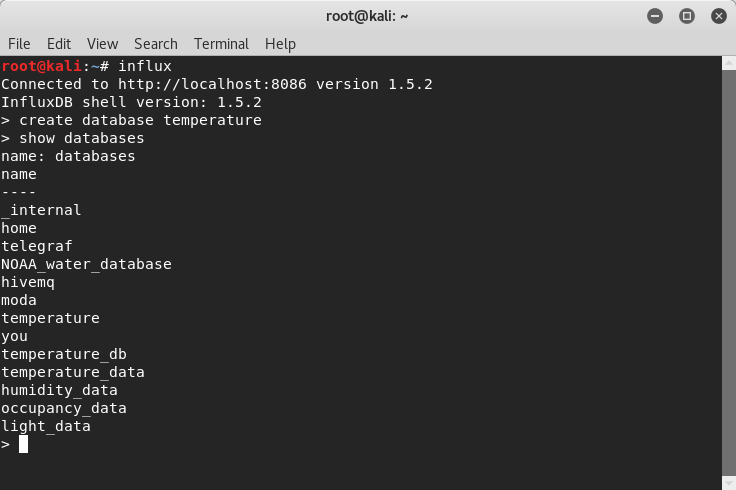 root@kali: ~
File Edit View Search Terminal Help
root@kali:~# influx
Connected to http://localhost:8086 version 1.5.2
InfluxDB shell version: 1.5.2
> create database temperature
> show databases
name: databases
name
----
_internal
home
telegraf
NOAA_water_database
hivemq
moda
temperature
you
temperature_db
temperature_data
humidity_data
occupancy_data
light_data
>